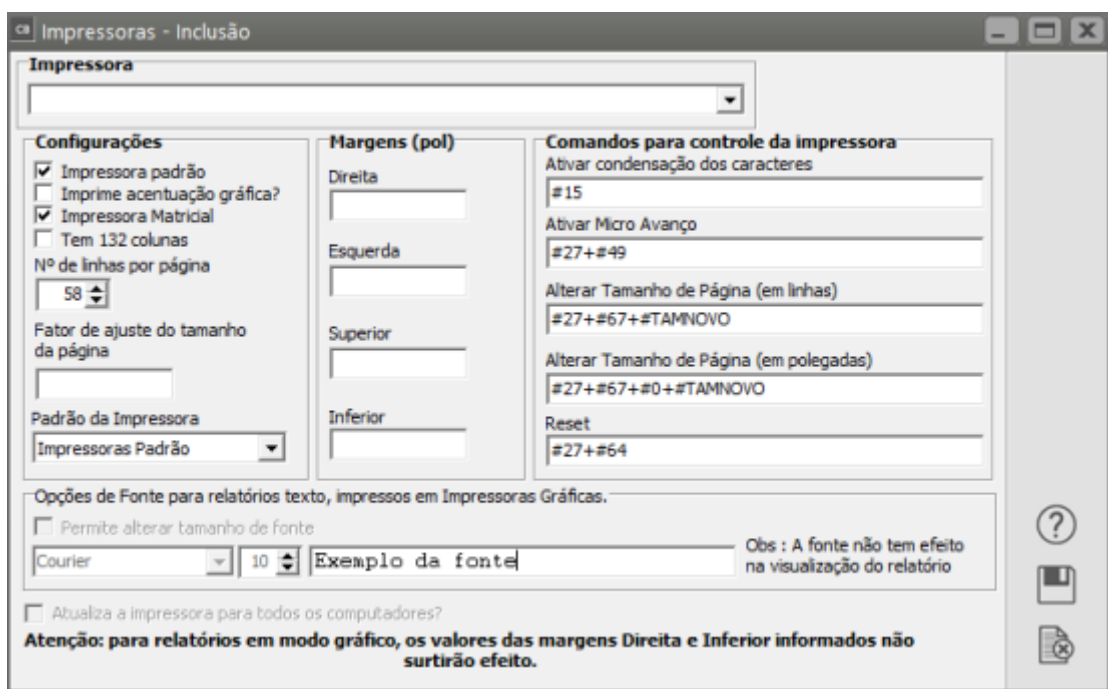 CB Impressoras - Inclusão
Impressora
Configurações
Impressora padrão
Imprime acentuação gráfica?
Impressora Matricial
Tem 132 colunas
Nº de linhas por página
58
Fator de ajuste do tamanho
da página
Padrão da Impressora
Impressoras Padrão
Margens (pol)
Direita
Esquerda
Superior
Inferior
Comandos para controle da impressora
Ativar condensação dos caracteres
#15
Ativar Micro Avanço
#27+#49
Alterar Tamanho de Página (em linhas)
#27+#67+#TAMNOVO
Alterar Tamanho de Página (em polegadas)
#27+#67+#0+#TAMNOVO
Reset
#27+#64
Opções de Fonte para relatórios texto, impressos em Impressoras Gráficas.
Permite alterar tamanho de fonte
Courier 10 Exemplo da fonte
Obs : A fonte não tem efeito
na visualização do relatório
Atualiza a impressora para todos os computadores?
Atenção: para relatórios em modo gráfico, os valores das margens Direita e Inferior informados não
surtirão efeito.